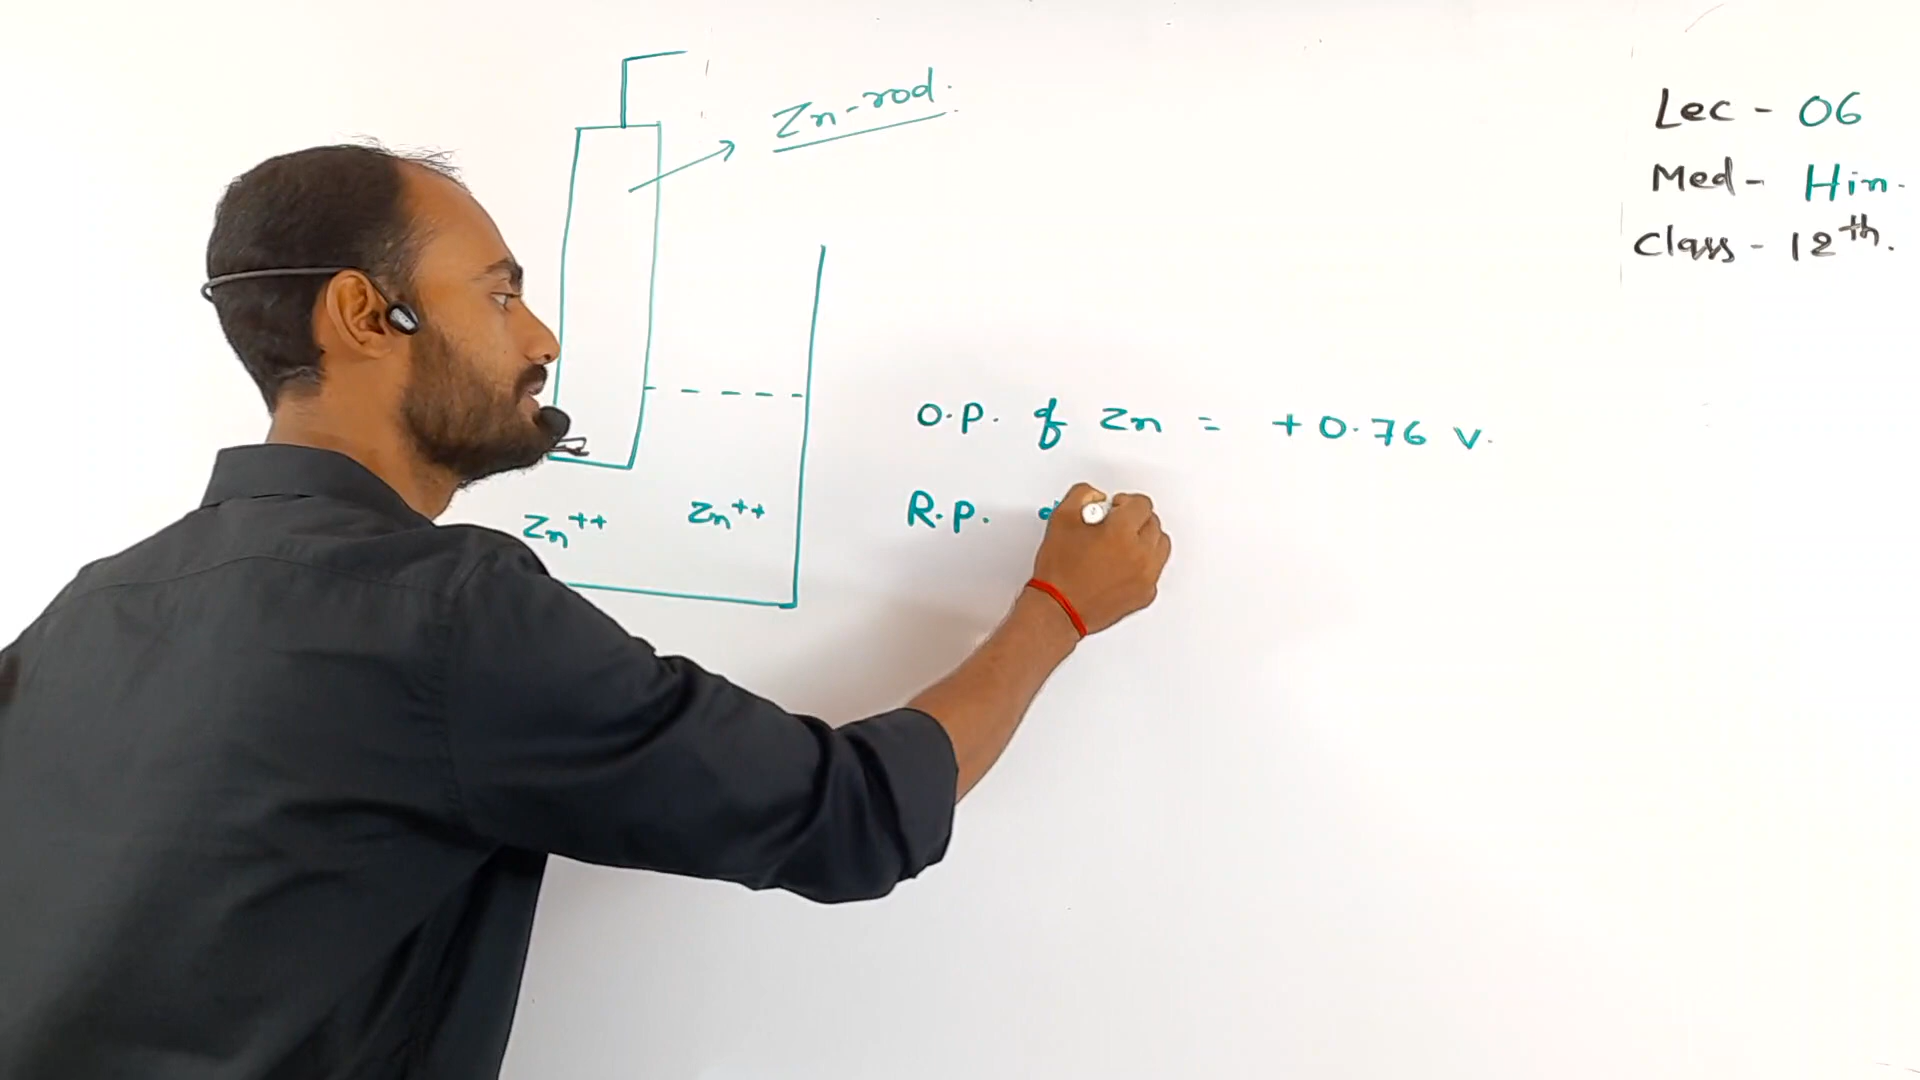 Zn-rod.
Lec - 06
Med - Hin.
Class - 12th.
O.P. of Zn = +0.76 V.
R.P.
Zn++ Zn++